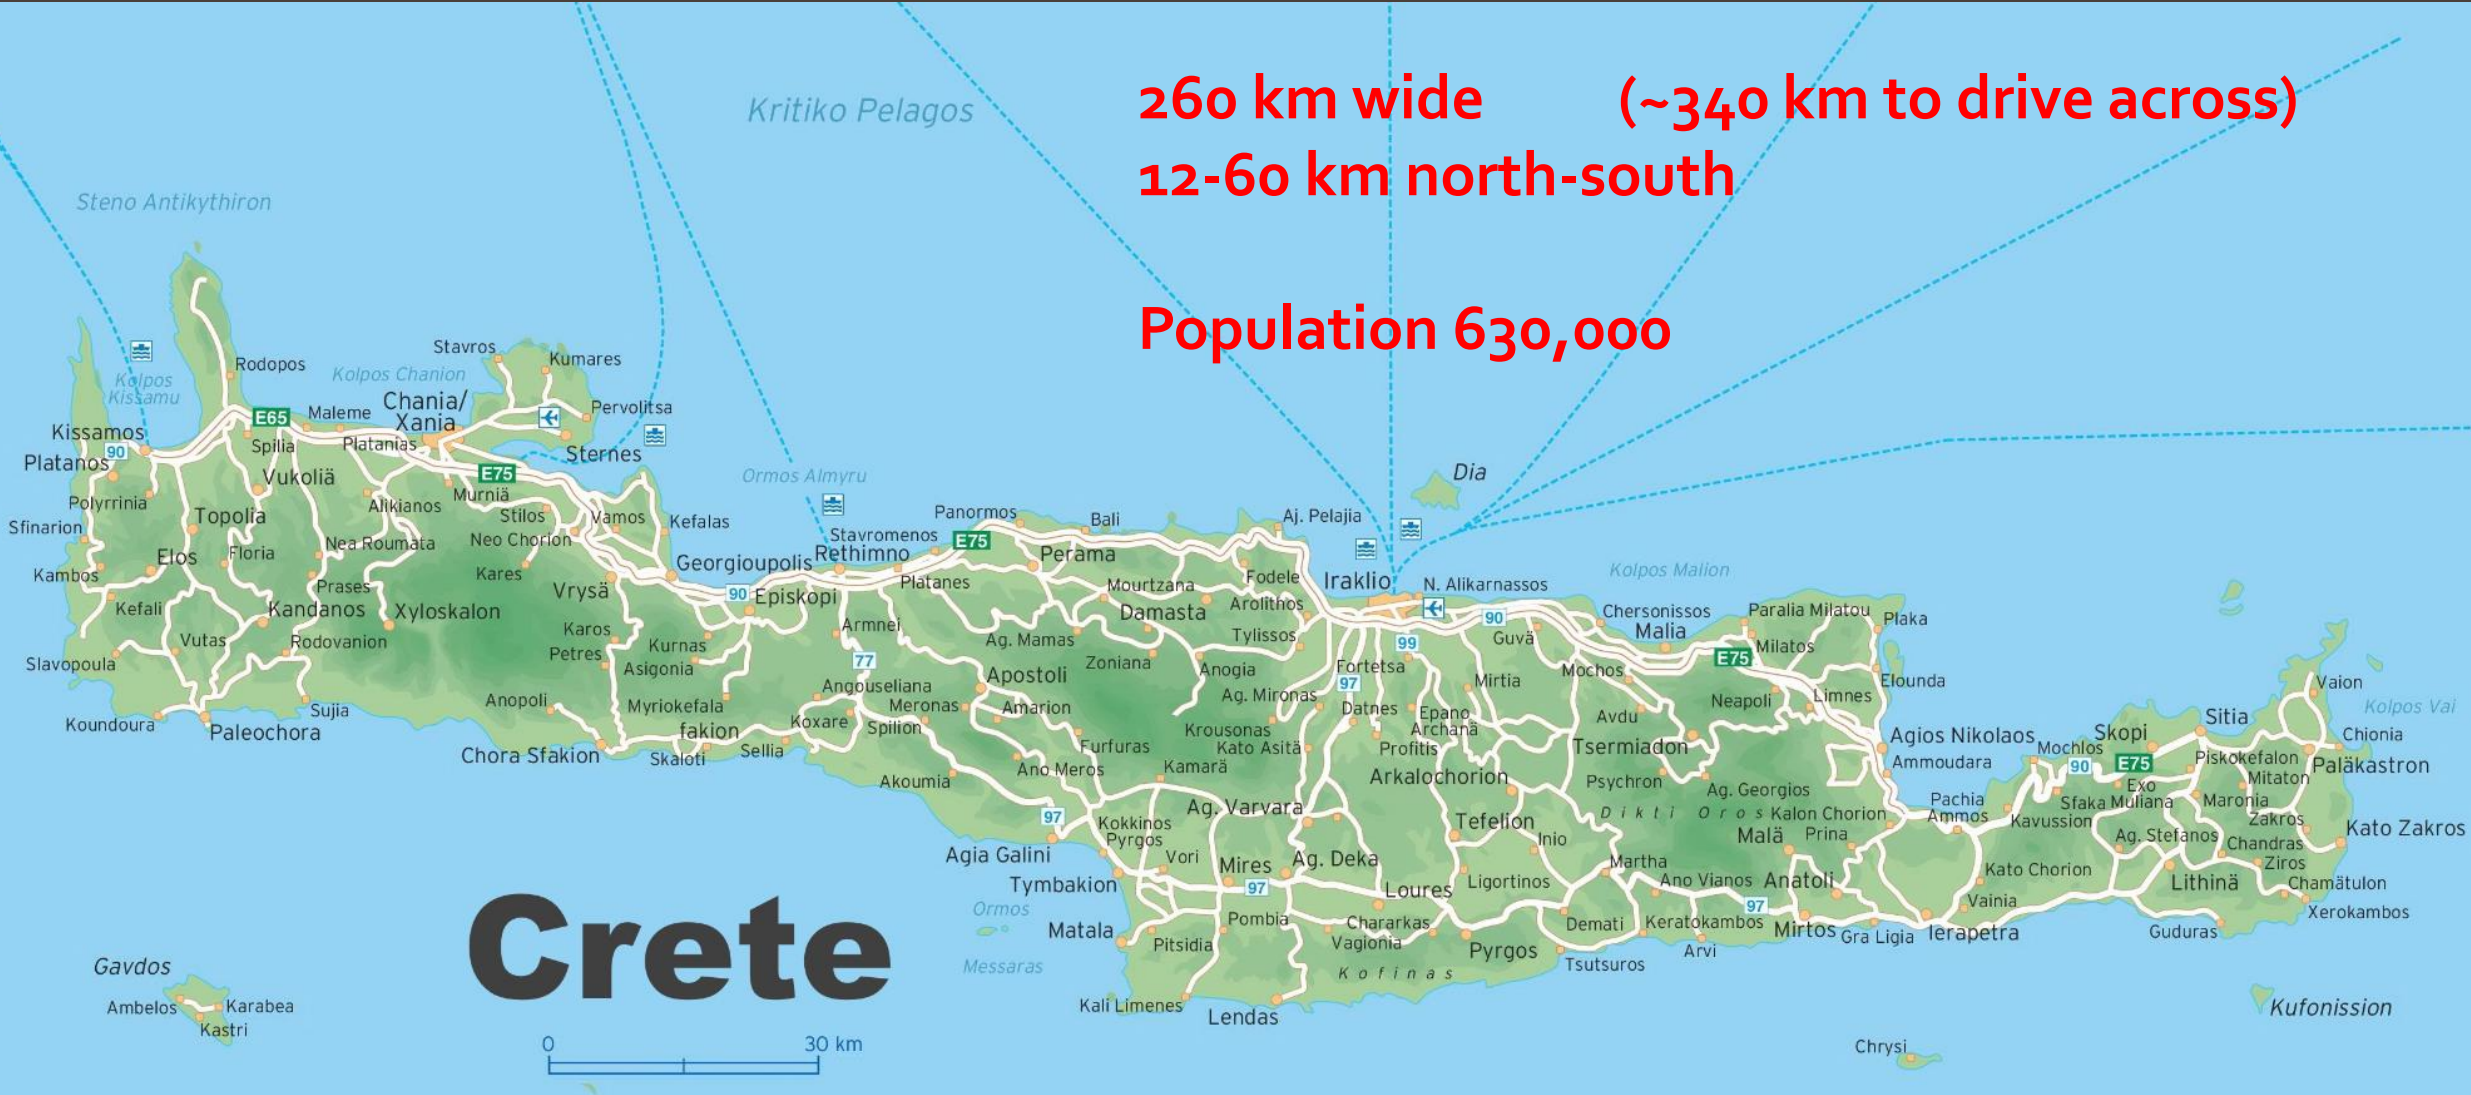 260 km wide (~340 km to drive across)
12-60 km north-south
Population 630,000
Kritiko Pelagos
Steno Antikythiron
Stavros
Kumares
Rodopos
Kolpos Chanion
Kolpos
Kissamu
Chania/
Xania
Pervolitsa
E65
Maleme
Kissamos
90
Spilia
Platanias
Sternes
Platanos
E75
Vukoliä
Murniä
Polyrrinia
Alikianos
Stilos
Vamos
Kefalas
Topolia
Sfinarion
Neo Chorion
Nea Roumata
Elos
Floria
Kambos
Kares
Prases
Vrysä
Georgioupolis
Kefali
Kandanos
Xyloskalon
Karos
Kurnas
Vutas
Rodovanion
Petres
Asigonia
Slavopoula
Anopoli
Myriokefala
Koundoura
Sujia
Paleochora
fakion
Chora Sfakion
Skaloti
Sellia
Ormos Almyru
Stavromenos
Rethimno
Panormos
Bali
E75
Perama
Platanes
90
Episkopi
Mourtzana
Fodele
Damasta
Arolithos
Armnei
Ag. Mamas
Tylissos
77
Zoniana
Anogia
Apostoli
Angouseliana
Meronas
Amarion
Ag. Mironas
Koxare
Spilion
Krousonas
Kato Asitä
Furfuras
Kamarä
Ano Meros
Akoumia
97
Kokkinos
Pyrgos
Ag. Varvara
Agia Galini
Vori
Mires
Ag. Deka
Tymbakion
97
Ormos
Messaras
Matala
Pombia
Pitsidia
Kali Limenes
Lendas
Dia
Aj. Pelajia
Iraklio
N. Alikarnassos
Kolpos Malion
90
99
Guvä
Chersonissos
Malia
Paralia Milatou
Plaka
Milatos
E75
Fortetsa
97
Mochos
Mirtia
Elounda
Neapoli
Limnes
Datnes
Epano
Archanä
Avdu
Profitis
Tsermiadon
Agios Nikolaos
Ammoudara
Arkalochorion
Psychron
Ag. Georgios
Dikti Oros
Kalon Chorion
Tefelion
Inio
Malä
Prina
Martha
Ano Vianos
Anatoli
Loures
Ligortinos
97
Charakas
Vagionia
Demati
Keratokambos
Mirtos
Gra Ligia
Ierapetra
Pyrgos
Arvi
Kofinas
Tsutsuros
Pachia
Ammos
Mochlos
90
Skopi
E75
Sitia
Vaion
Kolpos Vai
Chionia
Piskokefalon
Paläkastron
Mitaton
Exo
Muliana
Sfaka
Maronia
Kavussion
Zakros
Ag. Stefanos
Kato Zakros
Chandras
Ziros
Kato Chorion
Lithinä
Chamätulon
Vainia
Xerokambos
Guduras
Kufonission
Chrysi
Gavdos
Ambelos
Karabea
Kastri
Crete
0 30 km